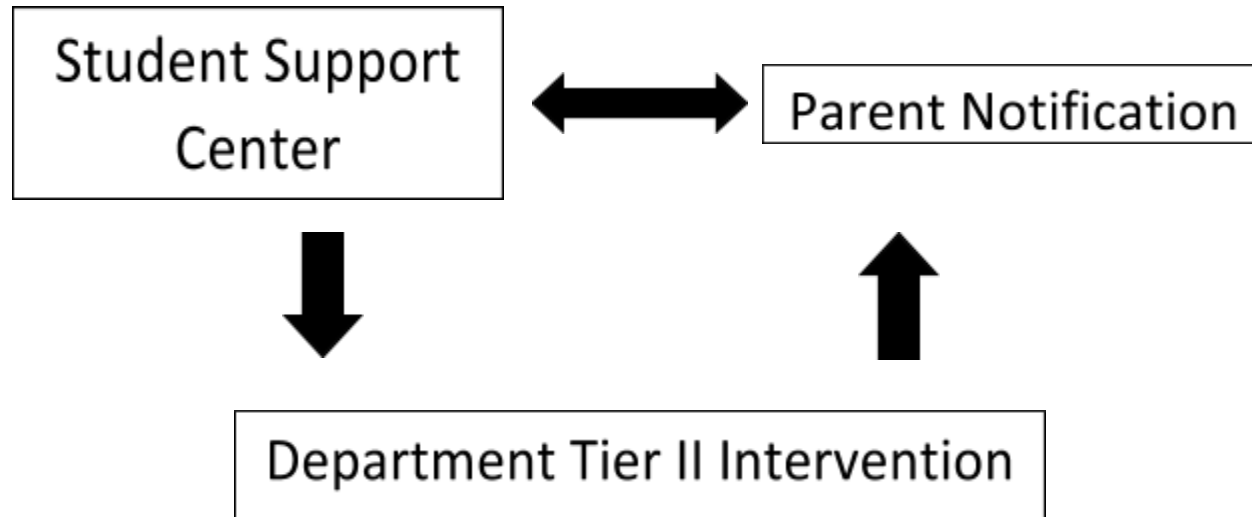 Student Support
Center
Parent Notification
Department Tier II Intervention